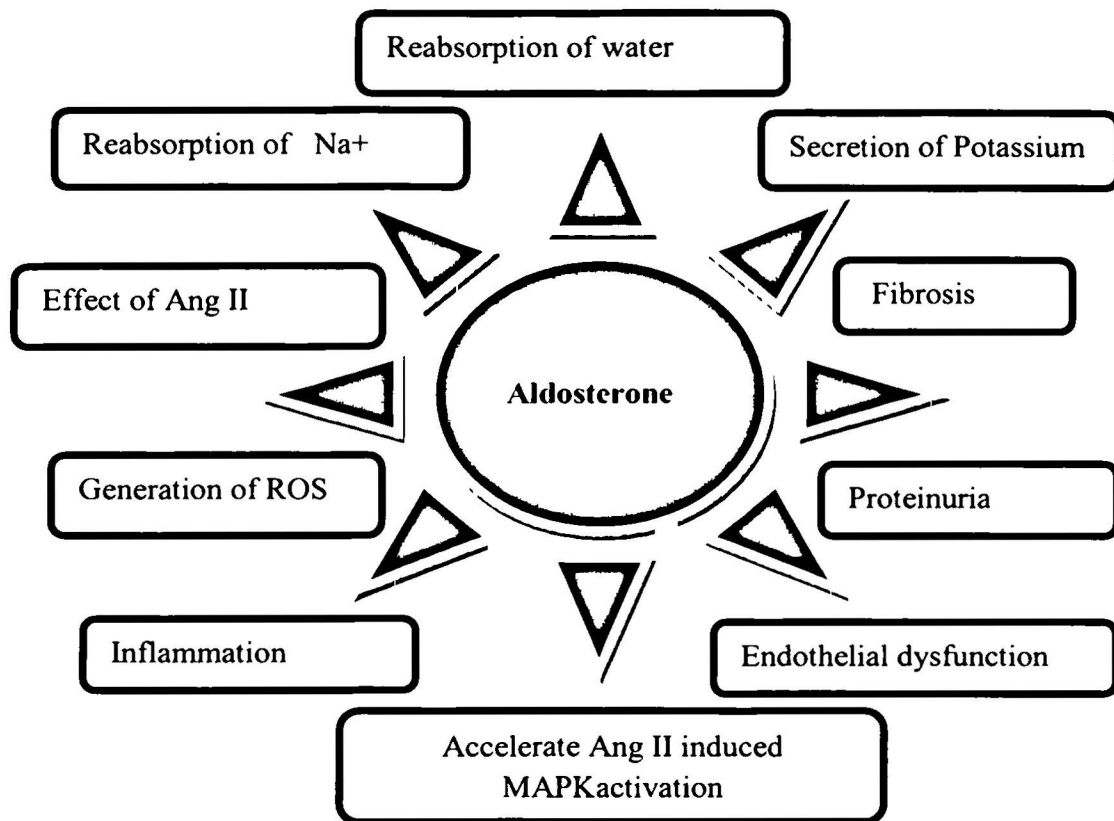 Reabsorption of water
Reabsorption of Na+
Secretion of Potassium
Effect of Ang II
Fibrosis
Aldosterone
Generation of ROS
Proteinuria
Inflammation
Endothelial dysfunction
Accelerate Ang II induced
MAPKactivation